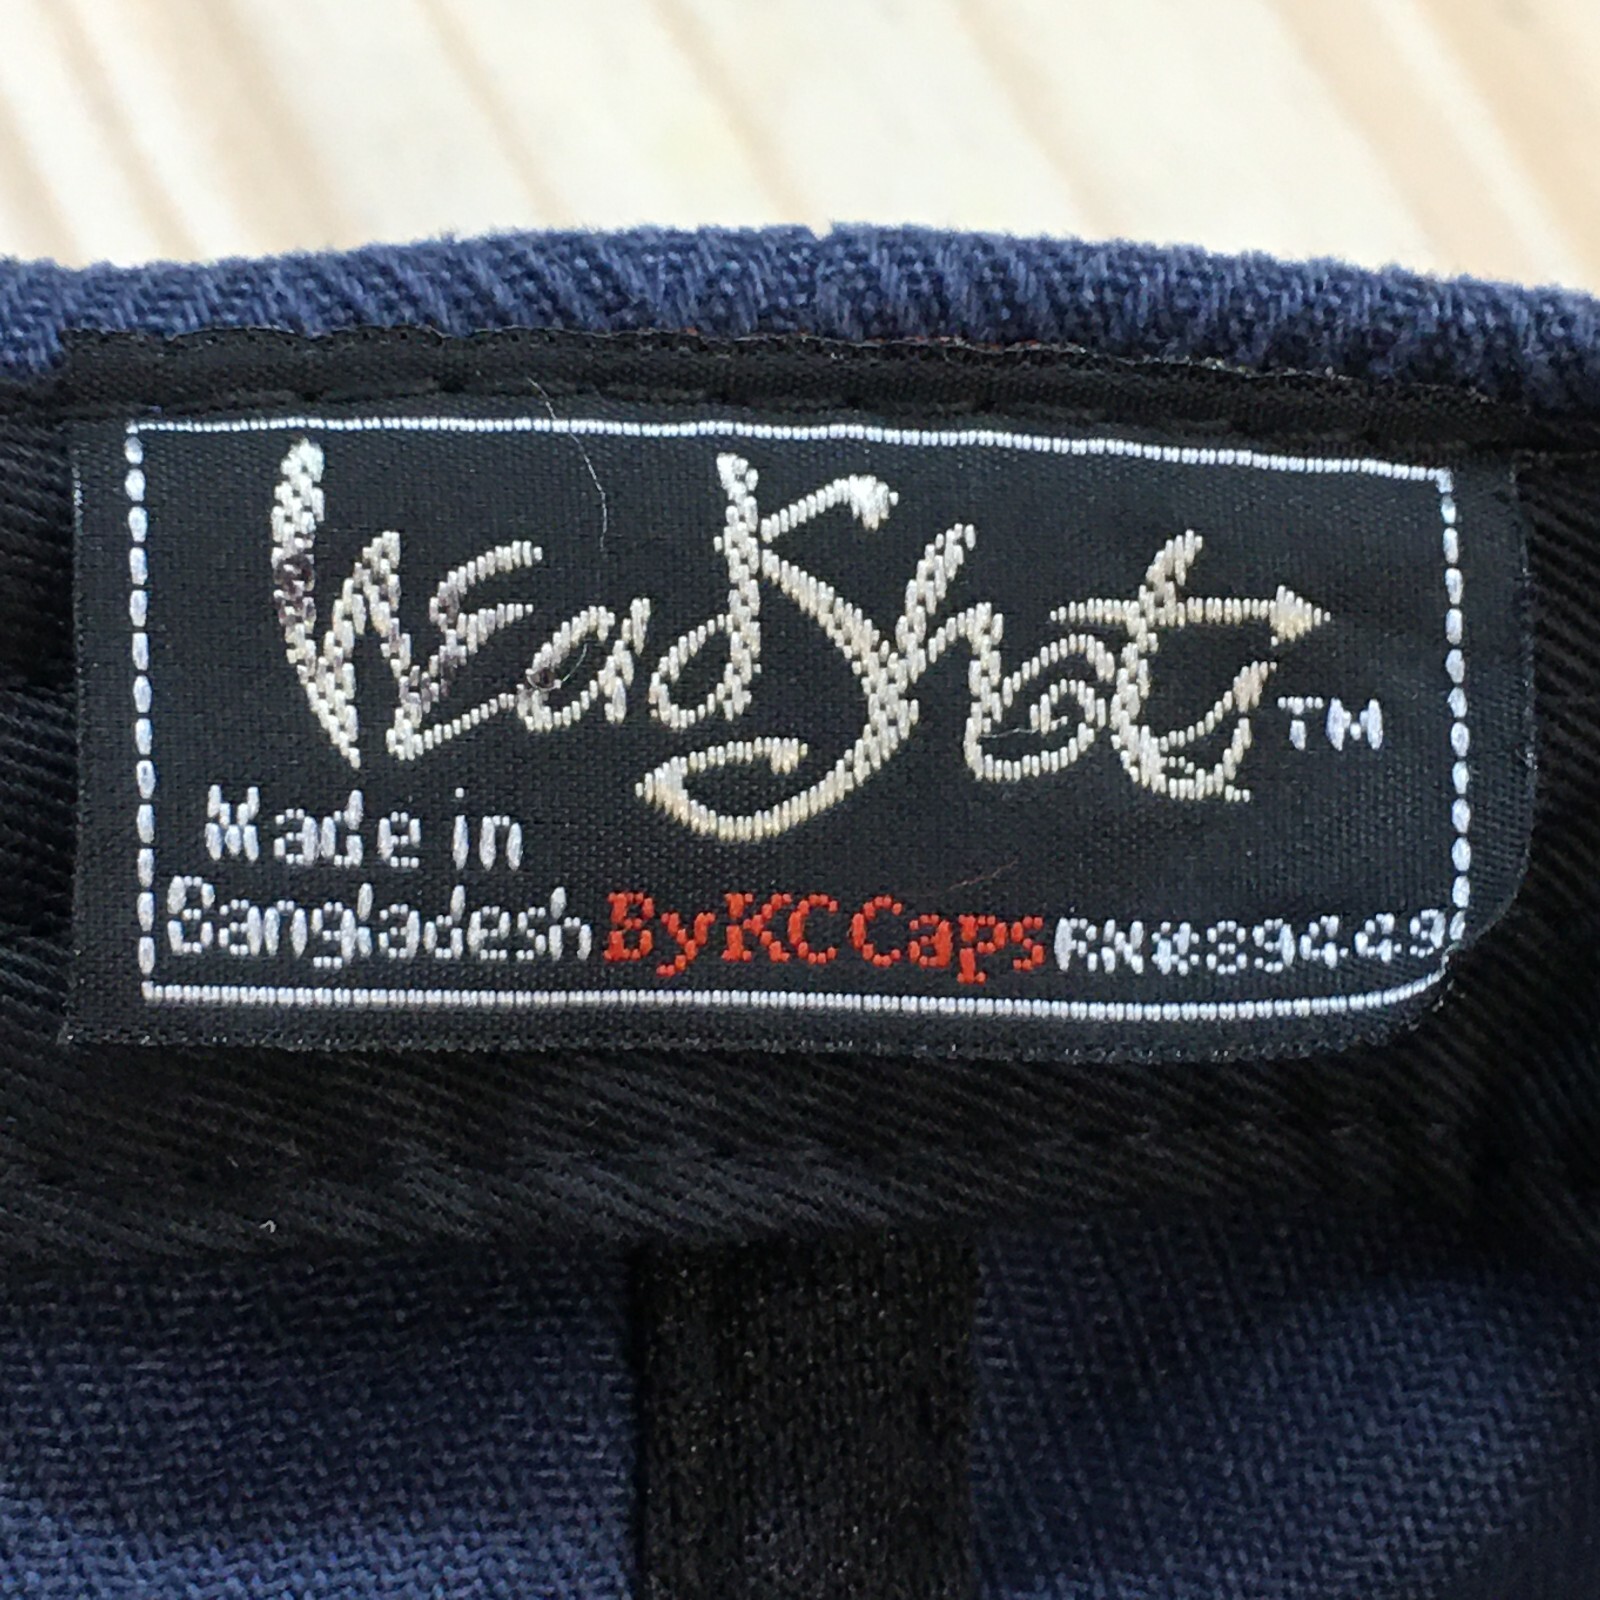 HeadShot™
Made in
Bangladesh By KC Caps RN#89449